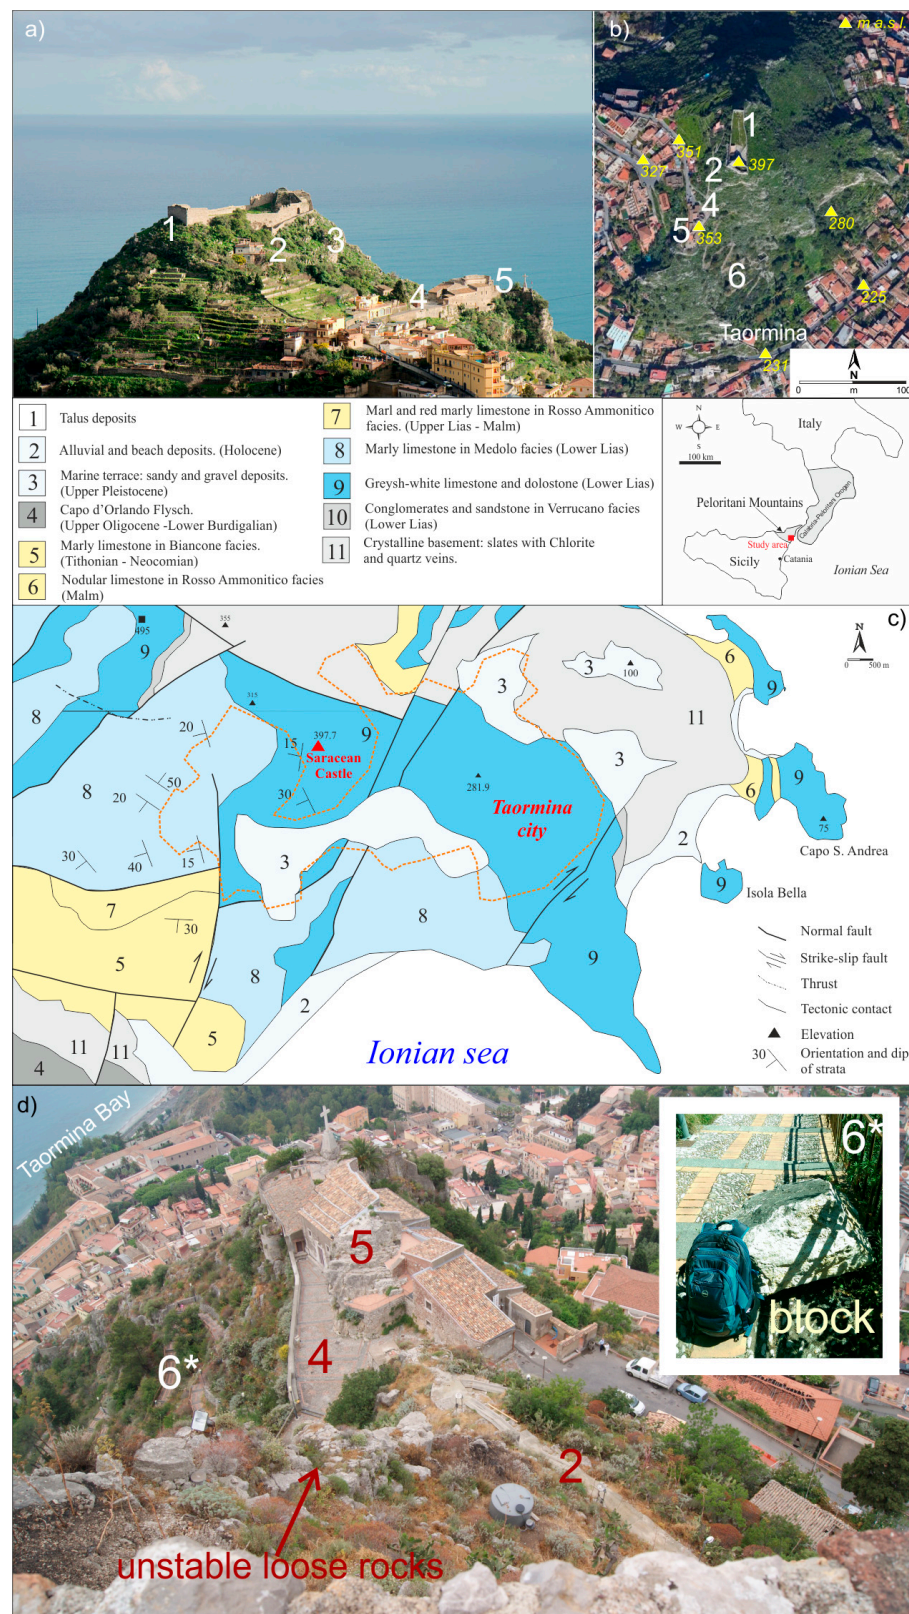 a)
1
2
3
4
5
b)
m a.s.l.
1
351
327
397
2
4
280
5
353
6
225
Taormina
231
N
0 m 100
1 Talus deposits
2 Alluvial and beach deposits. (Holocene)
3 Marine terrace: sandy and gravel deposits.
(Upper Pleistocene)
4 Capo d'Orlando Flysch.
(Upper Oligocene -Lower Burdigalian)
5 Marly limestone in Biancone facies.
(Tithonian - Neocomian)
6 Nodular limestone in Rosso Ammonitico facies
(Malm)
7 Marl and red marly limestone in Rosso Ammonitico
facies. (Upper Lias - Malm)
8 Marly limestone in Medolo facies (Lower Lias)
9 Greysh-white limestone and dolostone (Lower Lias)
10 Conglomerates and sandstone in Verrucano facies
(Lower Lias)
11 Crystalline basement: slates with Chlorite
and quartz veins.
N
W E
S
100 km
Italy
Peloritani Mountains
Calabria-Peloritani Orogen
Study area
Sicily
Catania
Ionian Sea
c)
N
0 500 m
495
355
9
6
3
3
100
9
8
315
20
9
11
15
397.7
Saracean
Castle
3
50
281.9
8
20
30
Taormina
city
6
9
75
2
30
40
15
3
Capo S. Andrea
9
Isola Bella
7
30
8
5
8
9
2
5
11
11
4
Ionian sea
Normal fault
Strike-slip fault
Thrust
Tectonic contact
Elevation
30 Orientation and dip
of strata
d)
Taormina Bay
6*
block
5
4
6*
2
unstable loose rocks